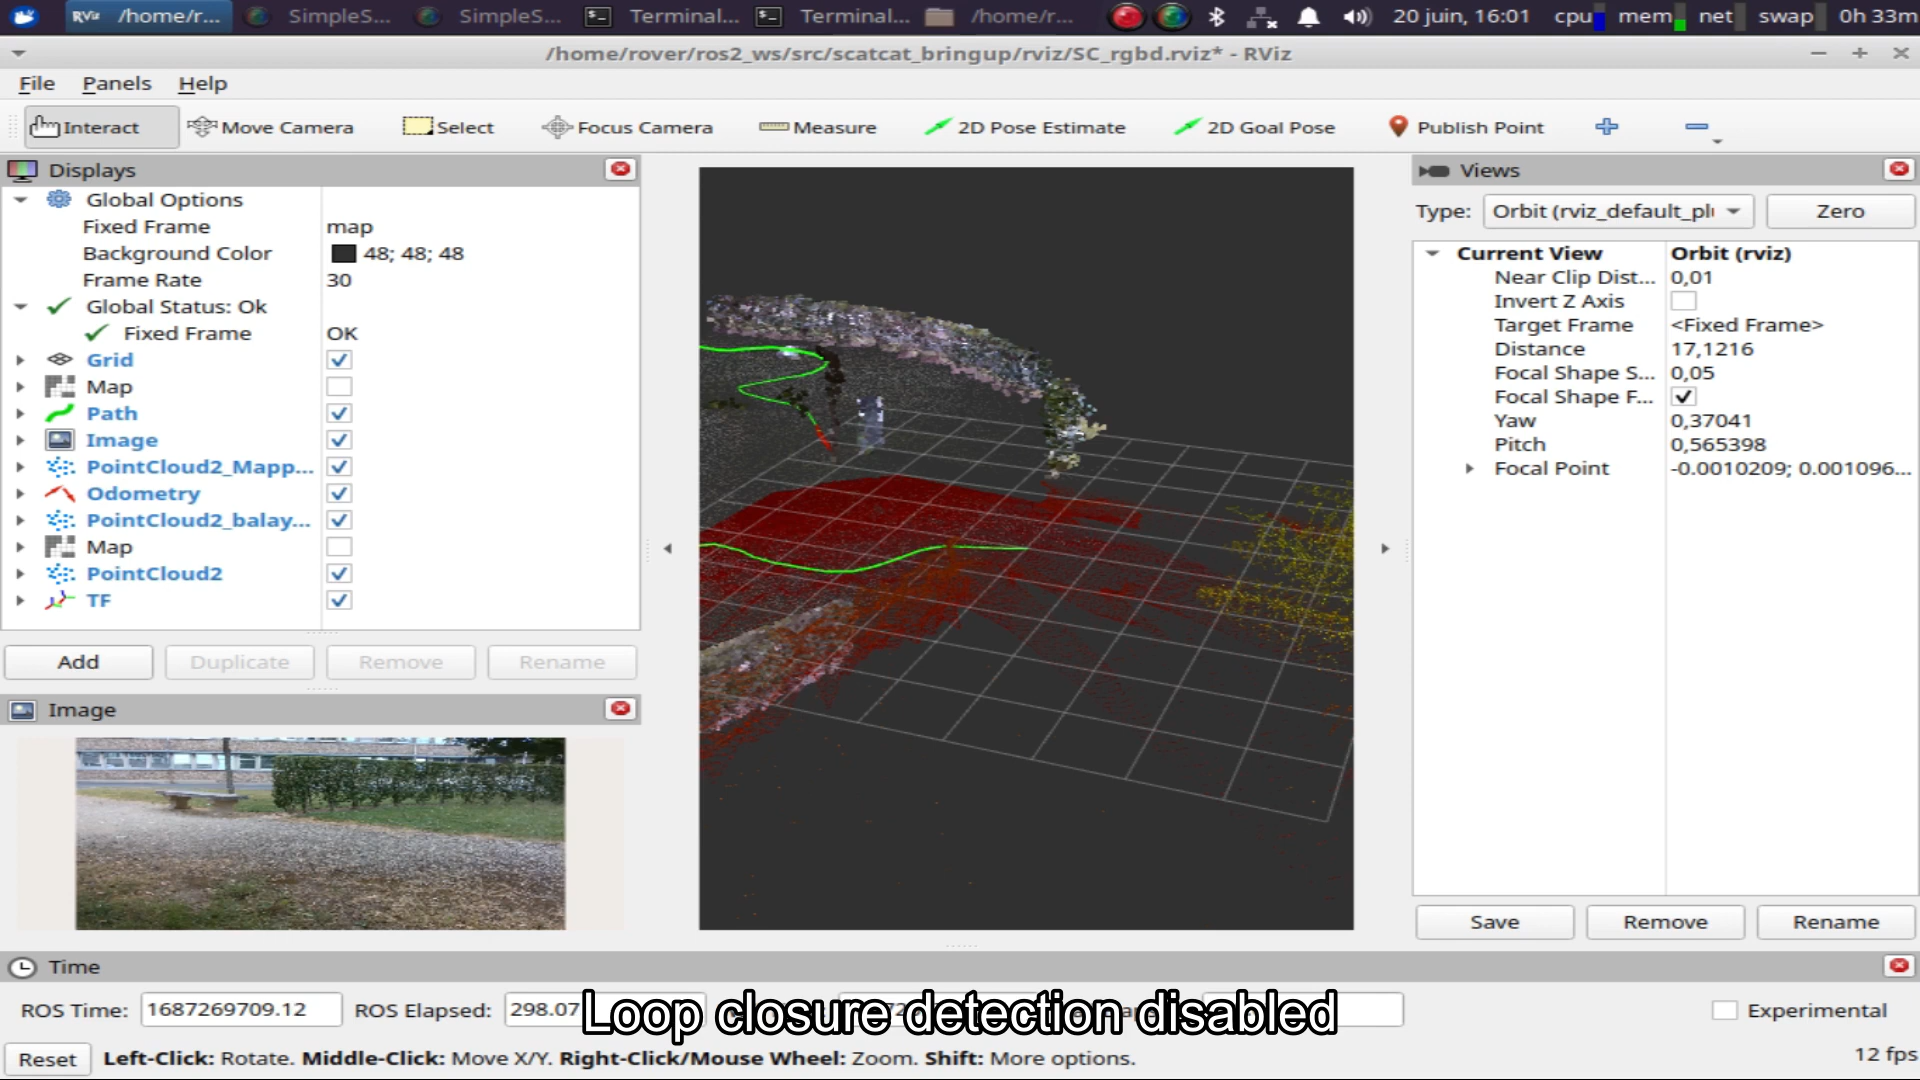 /home/r...
SimpleS...
SimpleS...
Terminal...
Terminal...
/home/r...
20 juin, 16:01
cpu
mem
net
swap
0h 33m
/home/rover/ros2_ws/src/scatcat_bringup/rviz/SC_rgbd.rviz* - RViz
File Panels Help
Interact
Move Camera
Select
Focus Camera
Measure
2D Pose Estimate
2D Goal Pose
Publish Point
Displays
Global Options
Fixed Frame map
Background Color 48; 48; 48
Frame Rate 30
Global Status: Ok
Fixed Frame OK
Grid
Map
Path
Image
PointCloud2_Mapp...
Odometry
PointCloud2_balay...
Map
PointCloud2
TF
Add Duplicate Remove Rename
Image
Views
Type: Orbit (rviz_default_pl Zero
Current View Orbit (rviz)
Near Clip Dist... 0,01
Invert Z Axis
Target Frame <Fixed Frame>
Distance 17,1216
Focal Shape S... 0,05
Focal Shape F...
Yaw 0,37041
Pitch 0,565398
Focal Point -0.0010209; 0.001096...
Save Remove Rename
Time
ROS Time: 1687269709.12 ROS Elapsed: 298.07
Experimental
Loop closure detection disabled
Reset Left-Click: Rotate. Middle-Click: Move X/Y. Right-Click/Mouse Wheel: Zoom. Shift: More options.
12 fps